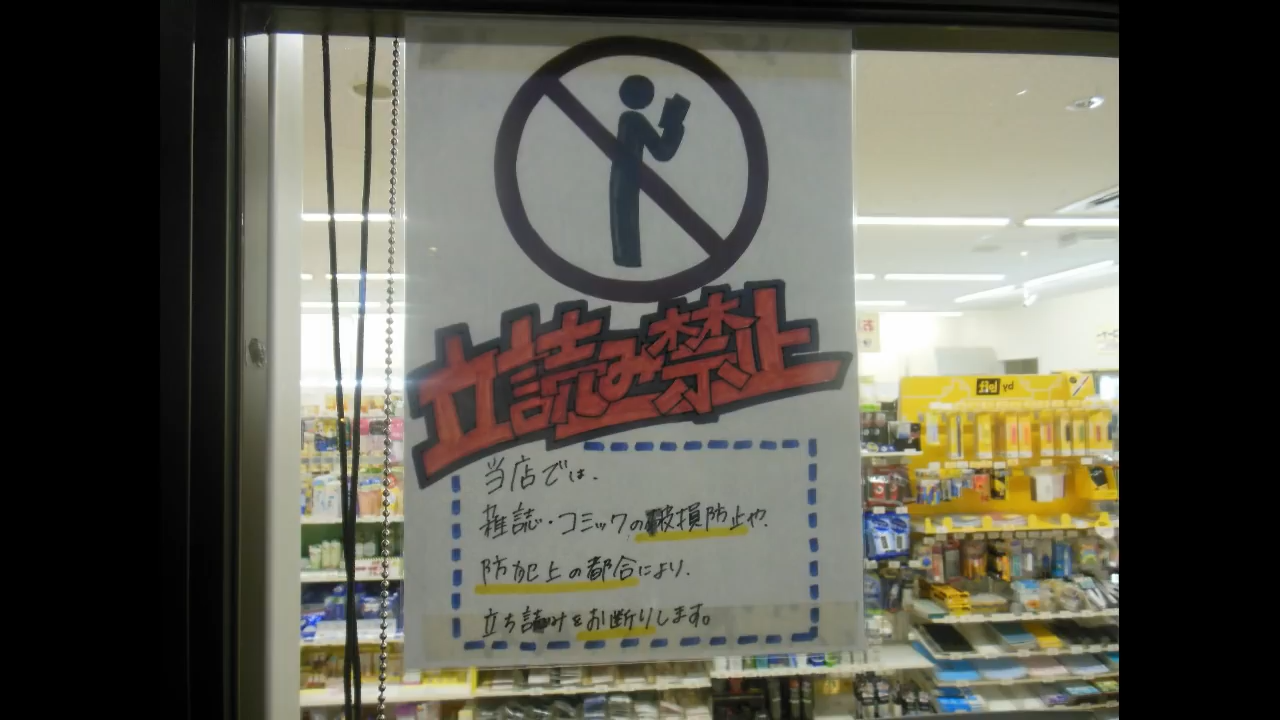 立読み禁止
当店では、
雑誌・コミックの破損防止や、
防犯上の都合により、
立ち読みをお断りします。
yd